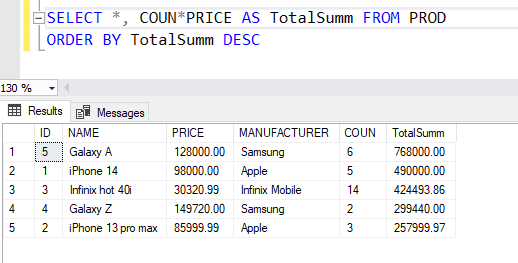 SELECT *, COUN*PRICE AS TotalSumm FROM PROD
ORDER BY TotalSumm DESC
130 %
Results Messages
ID NAME PRICE MANUFACTURER COUN TotalSumm
1 5 Galaxy A 128000.00 Samsung 6 768000.00
2 1 iPhone 14 98000.00 Apple 5 490000.00
3 3 Infinix hot 40i 30320.99 Infinix Mobile 14 424493.86
4 4 Galaxy Z 149720.00 Samsung 2 299440.00
5 2 iPhone 13 pro max 85999.99 Apple 3 257999.97